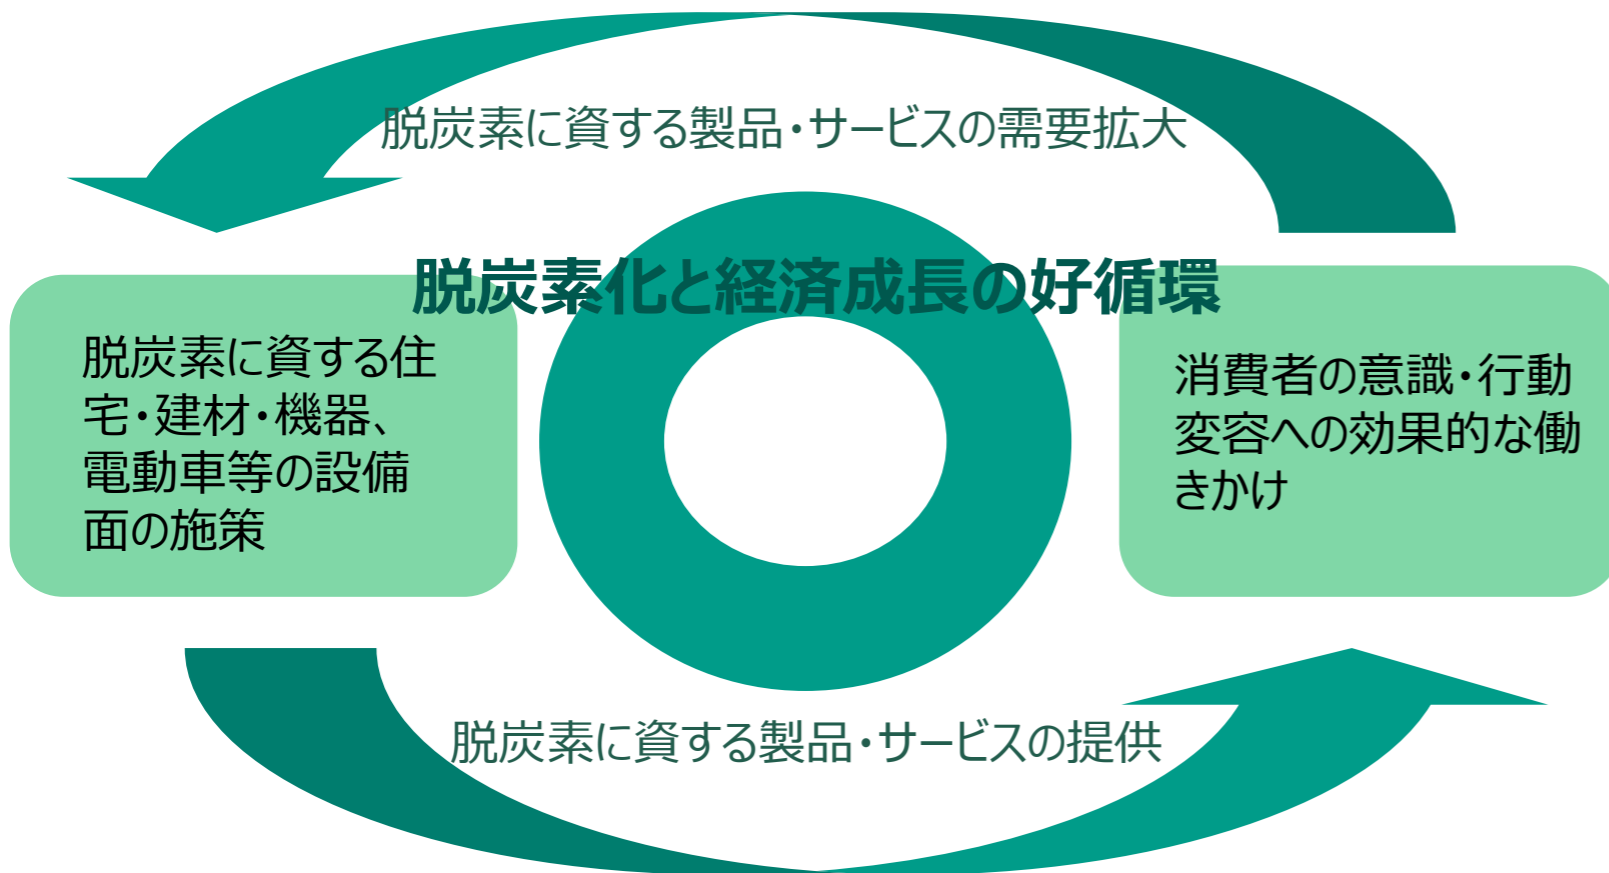 脱炭素に資する製品・サービスの需要拡大
脱炭素化と経済成長の好循環
脱炭素に資する住
宅・建材・機器、
電動車等の設備
面の施策
消費者の意識・行動
変容への効果的な働
きかけ
脱炭素に資する製品・サービスの提供